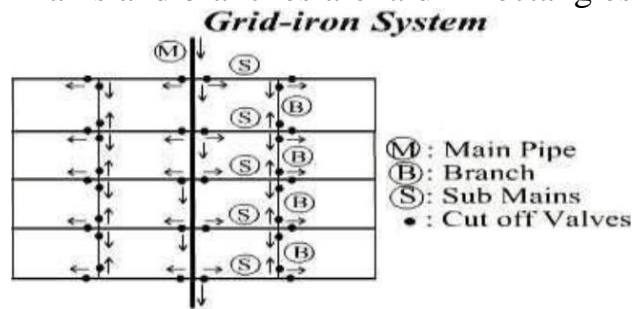 Grid-iron System
M
S
B
S
B
S
B
S
B
S
M : Main Pipe
B : Branch
S : Sub Mains
• : Cut off Valves